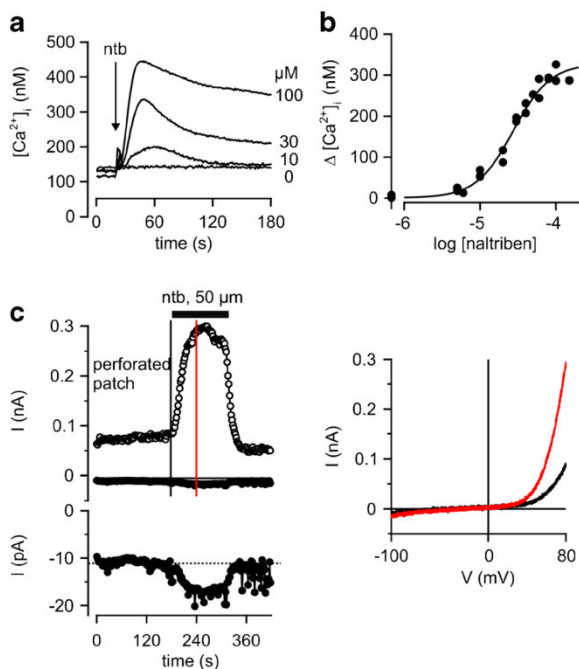 a
ntb
[Ca²⁺]ᵢ (nM)
500
400
300
200
100
0
µM
100
30
10
0
0 60 120 180
time (s)
b
Δ [Ca²⁺]ᵢ (nM)
400
300
200
100
0
-6 -5 -4
log [naltriben]
c
ntb, 50 µm
perforated
patch
I (nA)
0.3
0.2
0.1
0
I (pA)
0
-10
-20
0 120 240 360
time (s)
I (nA)
0.3
0.2
0.1
0
-100 0 80
V (mV)